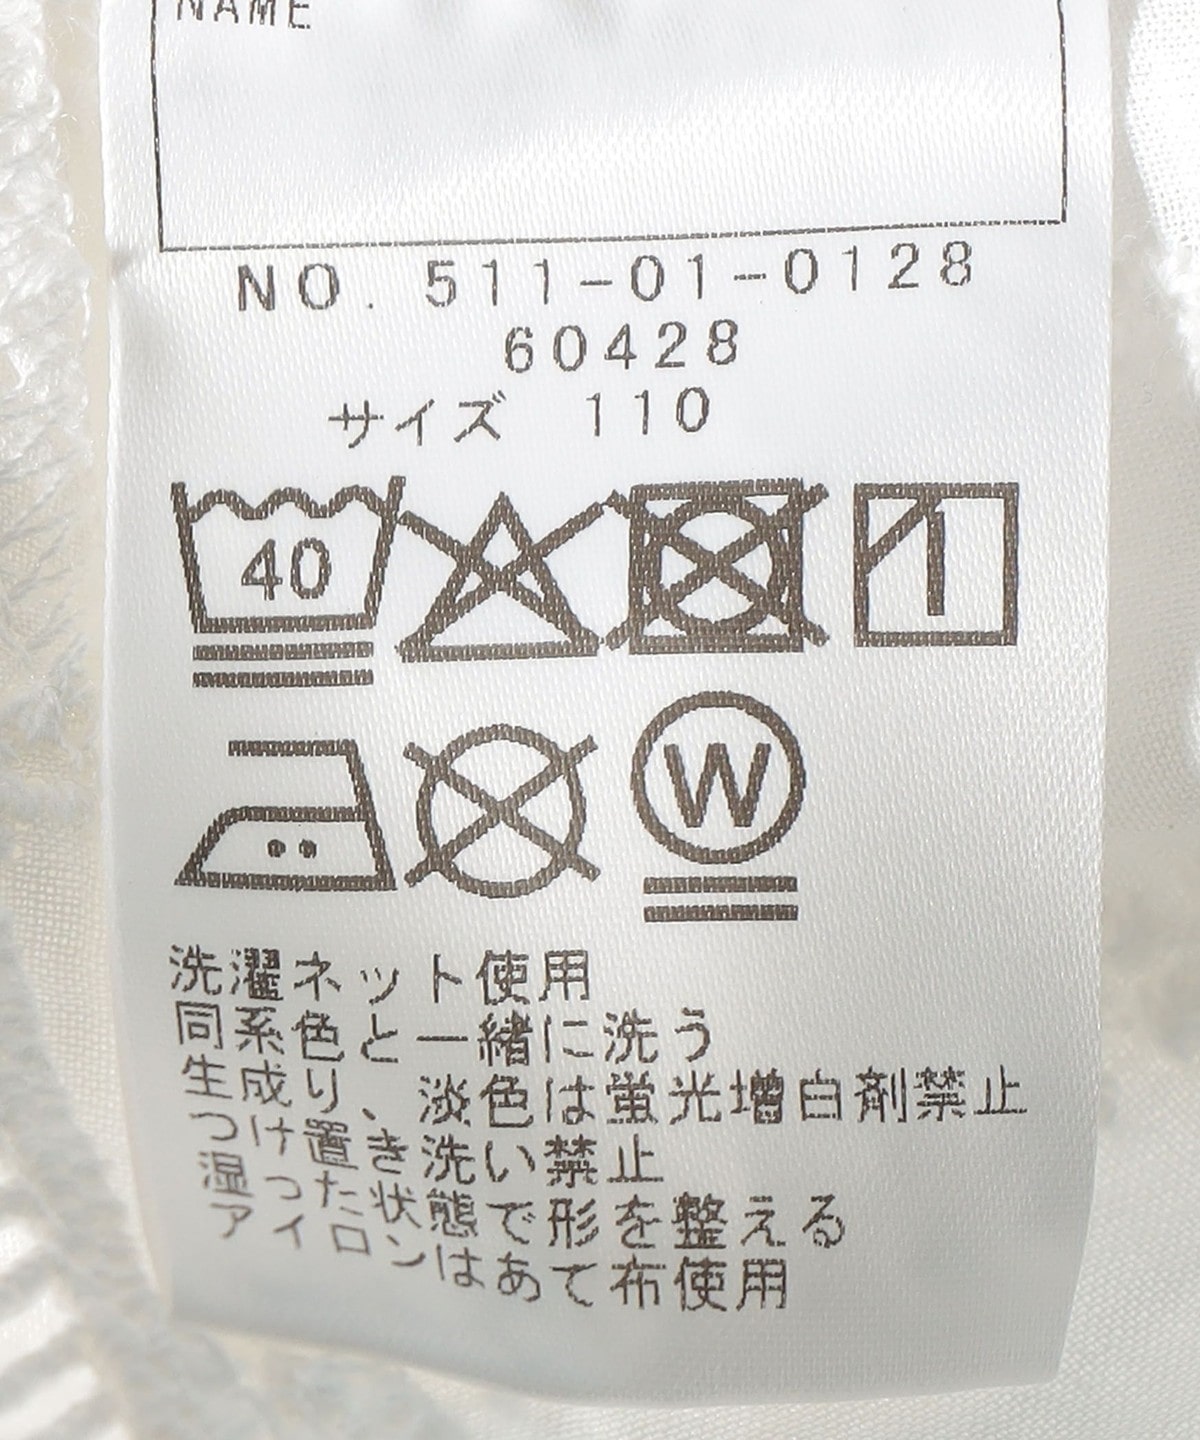 NAME
NO. 511-01-0128
60428
サイズ 110
40
W
洗濯ネット使用
同系色と一緒に洗う
生成り、淡色は蛍光増白剤禁止
つけ置き洗い禁止
湿った状態で形を整える
アイロンはあて布使用